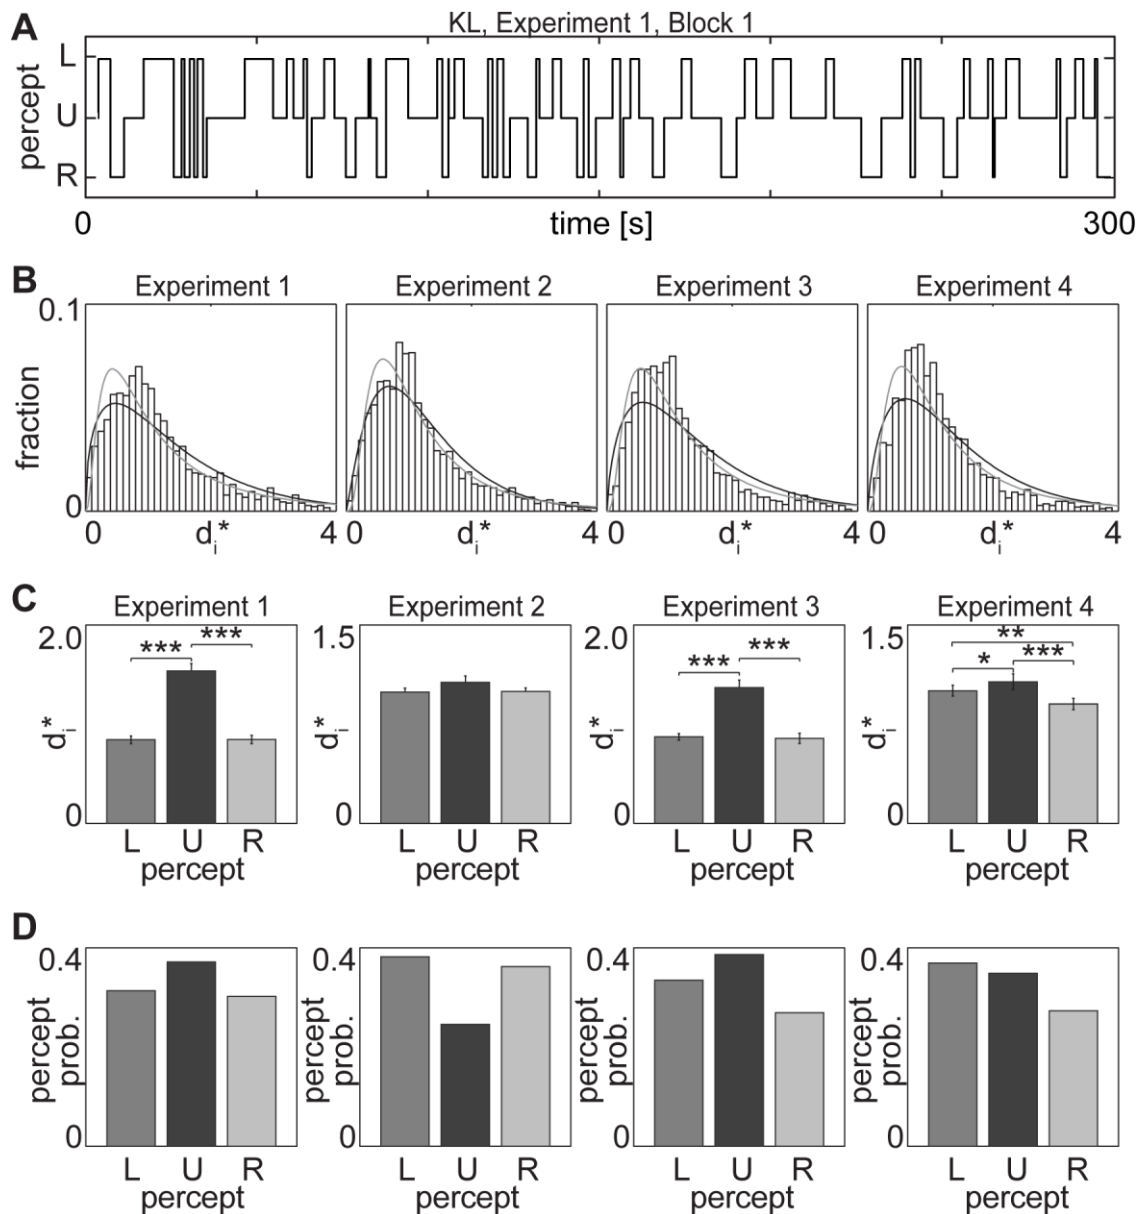 A
KL, Experiment 1, Block 1
percept
L
U
R
0 time [s] 300
B
Experiment 1 Experiment 2 Experiment 3 Experiment 4
fraction
0.1
0
0 d_i* 4 0 d_i* 4 0 d_i* 4 0 d_i* 4
C
Experiment 1 Experiment 2 Experiment 3 Experiment 4
2.0 1.5 2.0 1.5
*** *** *** *** ** * ***
d_i* d_i* d_i* d_i*
0 0 0 0
L U R L U R L U R L U R
percept percept percept percept
D
0.4 0.4 0.4 0.4
percept prob. percept prob. percept prob. percept prob.
0 0 0 0
L U R L U R L U R L U R
percept percept percept percept